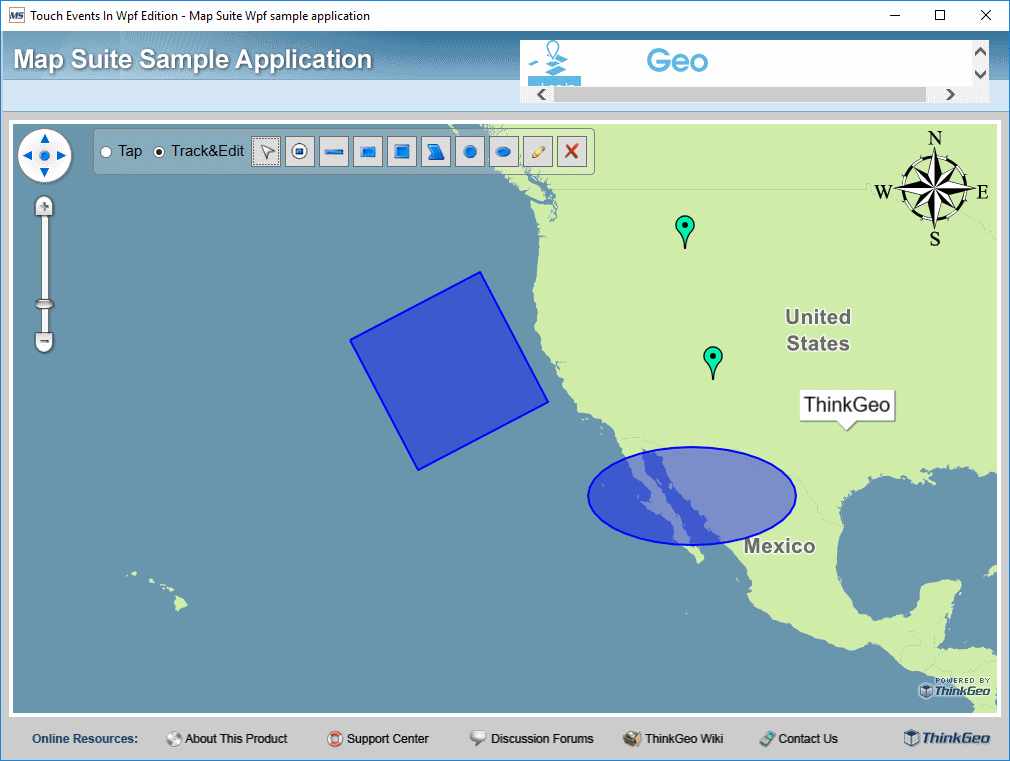 MS Touch Events In Wpf Edition - Map Suite Wpf sample application
Map Suite Sample Application
Geo
Tap Track&Edit
N
W E
S
United
States
ThinkGeo
Mexico
POWERED BY
ThinkGeo
Online Resources: About This Product Support Center Discussion Forums ThinkGeo Wiki Contact Us ThinkGeo